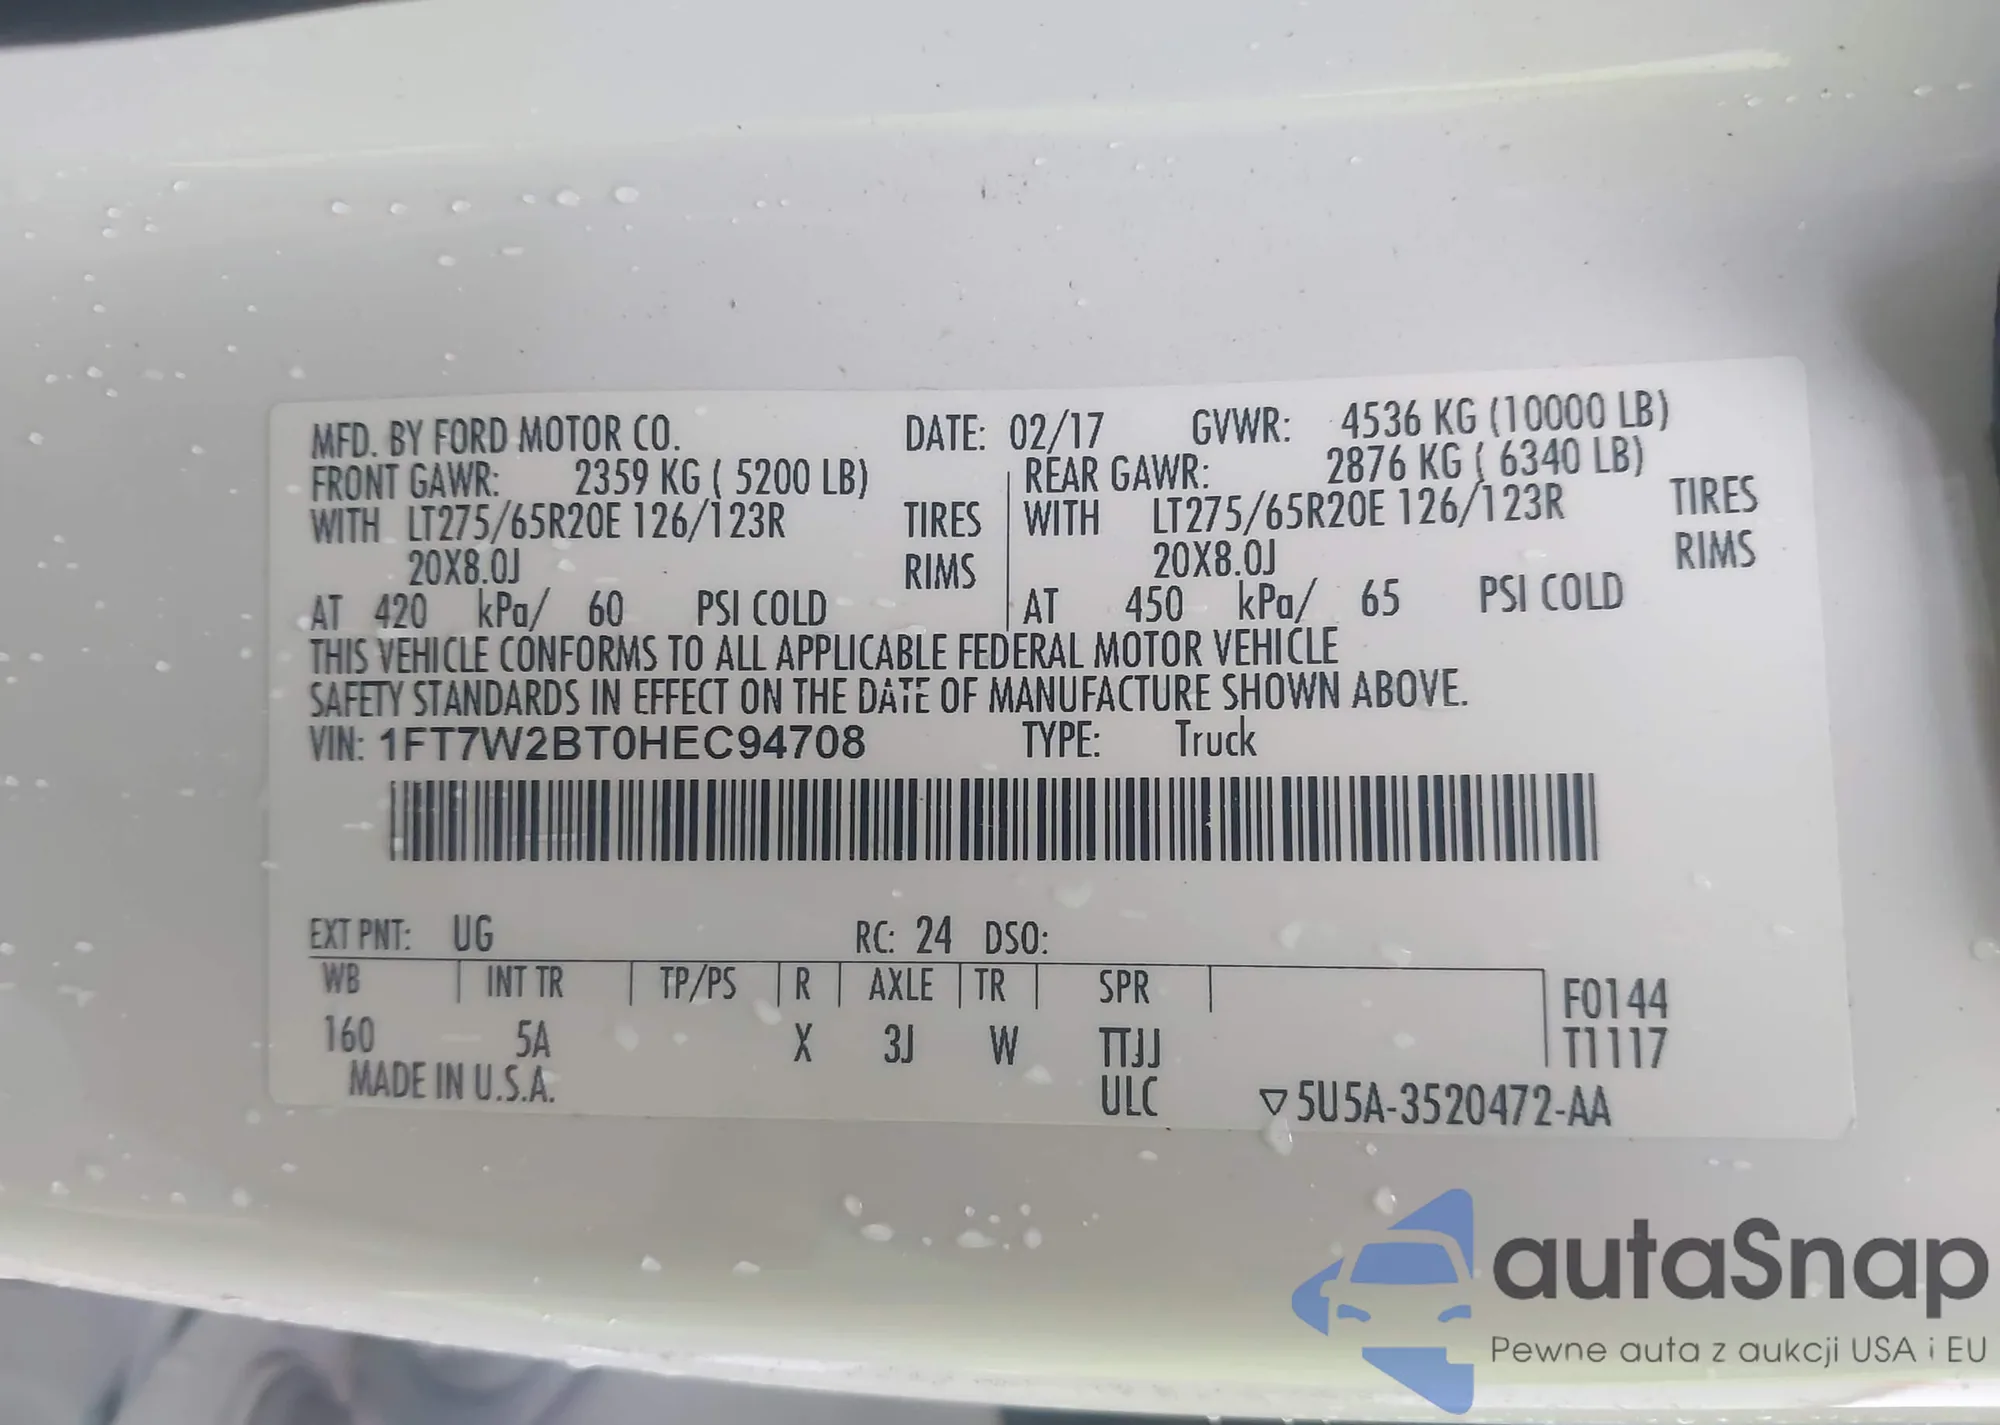 MFD. BY FORD MOTOR CO. DATE: 02/17 GVWR: 4536 KG (10000 LB)
FRONT GAWR: 2359 KG ( 5200 LB) REAR GAWR: 2876 KG ( 6340 LB)
WITH LT275/65R20E 126/123R TIRES WITH LT275/65R20E 126/123R TIRES
20X8.0J RIMS 20X8.0J RIMS
AT 420 kPa/ 60 PSI COLD AT 450 kPa/ 65 PSI COLD
THIS VEHICLE CONFORMS TO ALL APPLICABLE FEDERAL MOTOR VEHICLE
SAFETY STANDARDS IN EFFECT ON THE DATE OF MANUFACTURE SHOWN ABOVE.
VIN: 1FT7W2BT0HEC94708 TYPE: Truck
EXT PNT: UG RC: 24 DSO:
WB INT TR TP/PS R AXLE TR SPR F0144
160 5A X 3J W TTJJ T1117
MADE IN U.S.A. ULC ▽5U5A-3520472-AA
autaSnap
Pewne auta z aukcji USA i EU